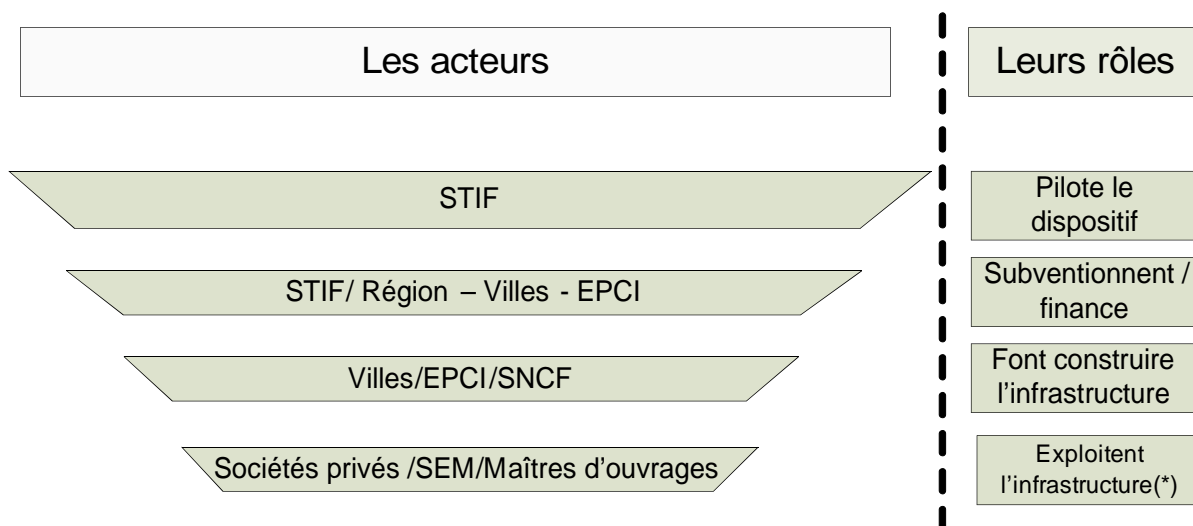 Les acteurs
Leurs rôles
STIF
Pilote le
dispositif
STIF/ Région – Villes - EPCI
Subventionnent /
finance
Villes/EPCI/SNCF
Font construire
l'infrastructure
Sociétés privés /SEM/Maîtres d'ouvrages
Exploitent
l'infrastructure(*)